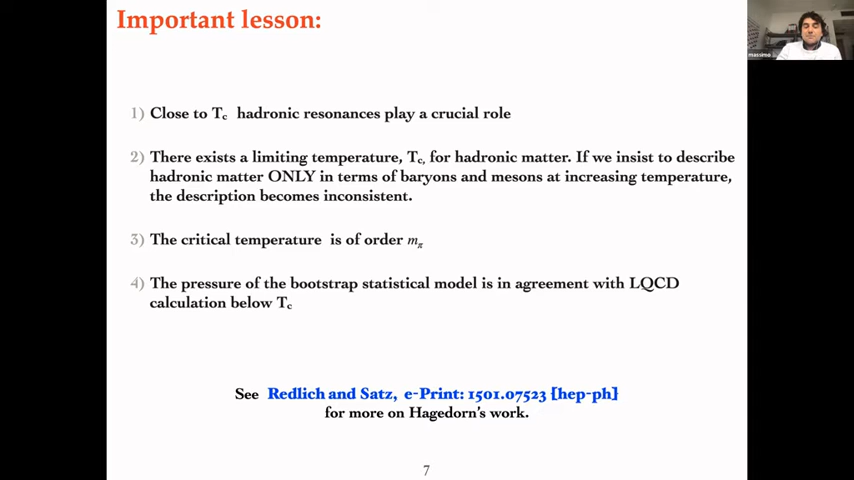 Important lesson:
massimo
1) Close to Tc hadronic resonances play a crucial role
2) There exists a limiting temperature, Tc, for hadronic matter. If we insist to describe
hadronic matter ONLY in terms of baryons and mesons at increasing temperature,
the description becomes inconsistent.
3) The critical temperature is of order mπ
4) The pressure of the bootstrap statistical model is in agreement with LQCD
calculation below Tc
See Redlich and Satz, e-Print: 1501.07523 [hep-ph]
for more on Hagedorn's work.
7